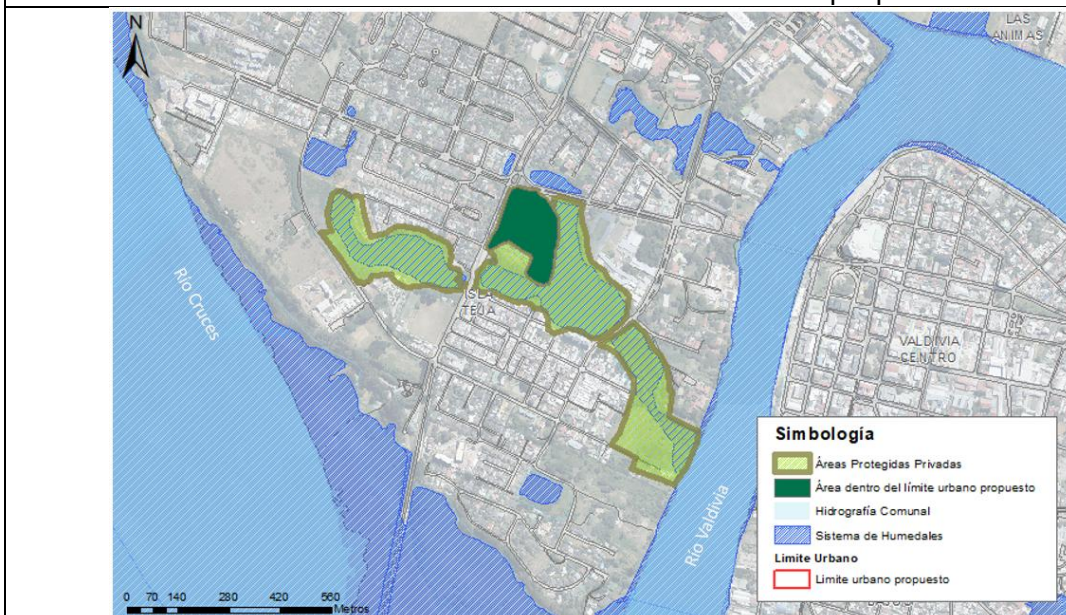 N
LAS
ANIMAS
Río Cruces
ISLA
TEJA
VALDIVIA
CENTRO
Río Valdivia
Simbología
Áreas Protegidas Privadas
Área dentro del límite urbano propuesto
Hidrografía Comunal
Sistema de Humedales
Limite Urbano
Limite urbano propuesto
0 70 140 280 420 560
Metros